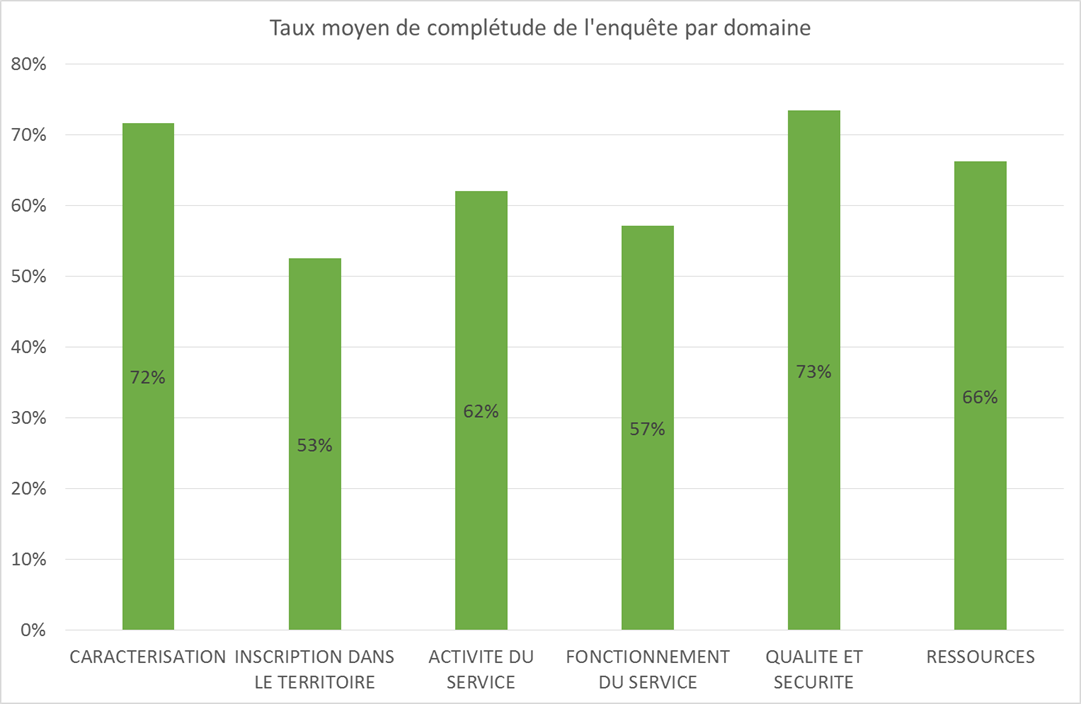 Taux moyen de complétude de l'enquête par domaine
80%
70%
60%
50%
40%
30%
20%
10%
0%
72%
53%
62%
57%
73%
66%
CARACTERISATION
INSCRIPTION DANS
LE TERRITOIRE
ACTIVITE DU
SERVICE
FONCTIONNEMENT
DU SERVICE
QUALITE ET
SECURITE
RESSOURCES